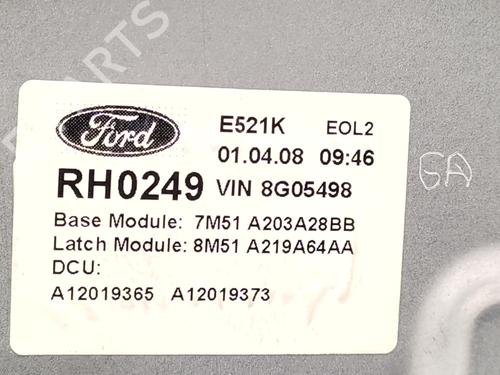 PARTS
Ford
E521K EOL2
01.04.08 09:46
RH0249 VIN 8G05498
Base Module: 7M51 A203A28BB
Latch Module: 8M51 A219A64AA
DCU:
A12019365 A12019373